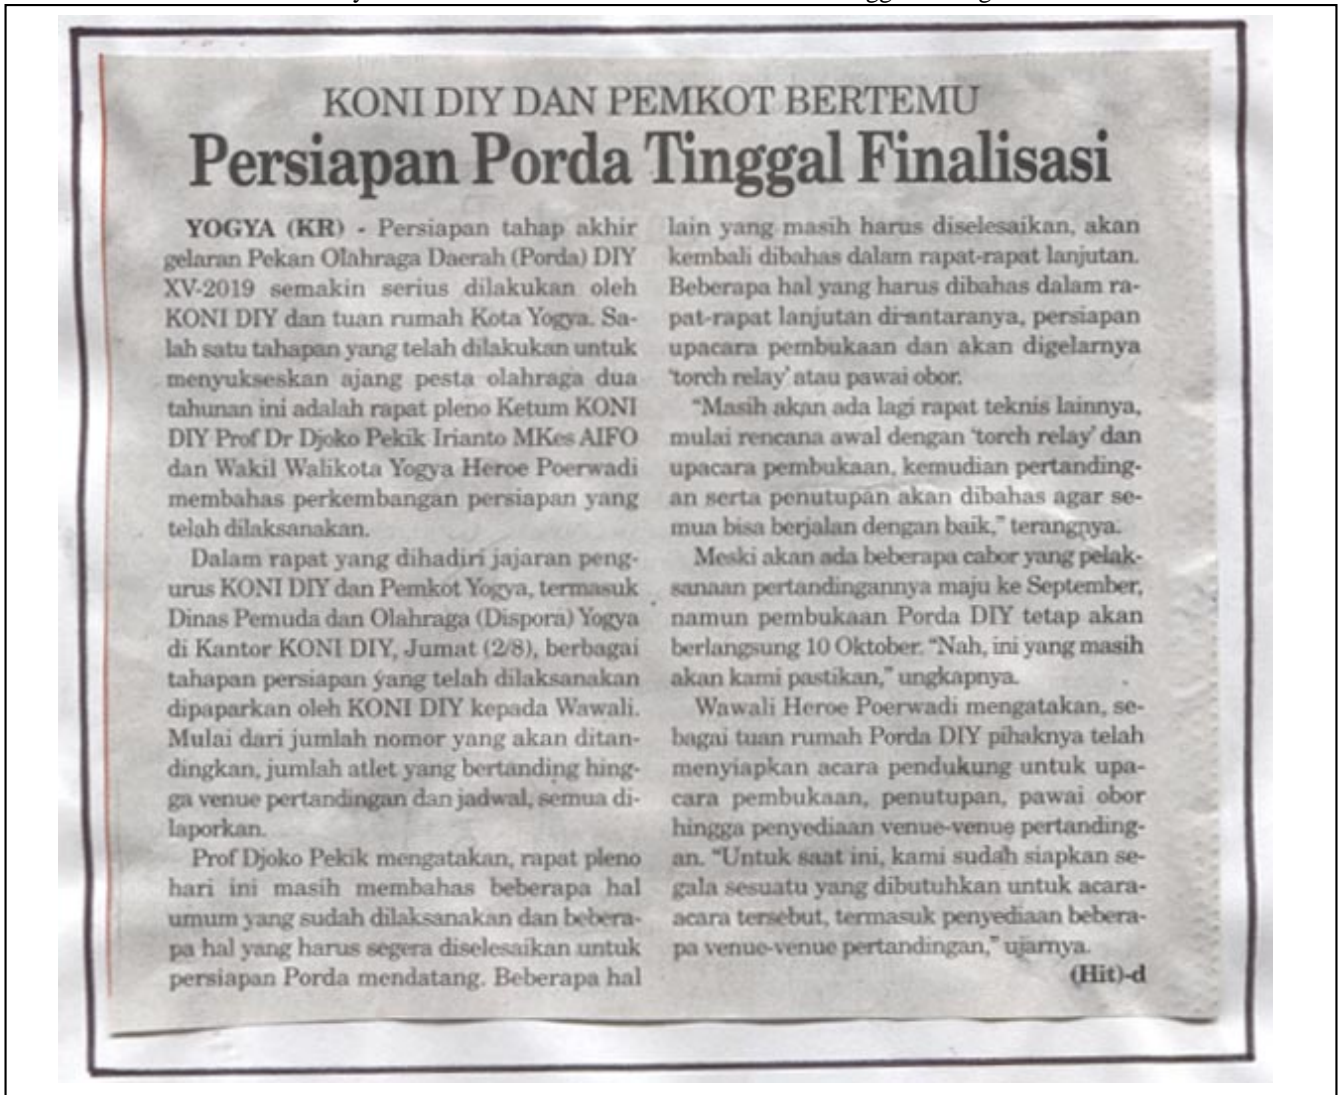 KONI DIY DAN PEMKOT BERTEMU
Persiapan Porda Tinggal Finalisasi
YOGYA (KR) - Persiapan tahap akhir
gelaran Pekan Olahraga Daerah (Porda) DIY
XV-2019 semakin serius dilakukan oleh
KONI DIY dan tuan rumah Kota Yogya. Sa-
lah satu tahapan yang telah dilakukan untuk
menyukseskan ajang pesta olahraga dua
tahunan ini adalah rapat pleno Ketum KONI
DIY Prof Dr Djoko Pekik Irianto MKes AIFO
dan Wakil Walikota Yogya Heroe Poerwadi
membahas perkembangan persiapan yang
telah dilaksanakan.
Dalam rapat yang dihadiri jajaran peng-
urus KONI DIY dan Pemkot Yogya, termasuk
Dinas Pemuda dan Olahraga (Dispora) Yogya
di Kantor KONI DIY, Jumat (2/8), berbagai
tahapan persiapan yang telah dilaksanakan
dipaparkan oleh KONI DIY kepada Wawali.
Mulai dari jumlah nomor yang akan ditan-
dingkan, jumlah atlet yang bertanding hing-
ga venue pertandingan dan jadwal, semua di-
laporkan.
Prof Djoko Pekik mengatakan, rapat pleno
hari ini masih membahas beberapa hal
umum yang sudah dilaksanakan dan bebera-
pa hal yang harus segera diselesaikan untuk
persiapan Porda mendatang. Beberapa hal
lain yang masih harus diselesaikan, akan
kembali dibahas dalam rapat-rapat lanjutan.
Beberapa hal yang harus dibahas dalam ra-
pat-rapat lanjutan di antaranya, persiapan
upacara pembukaan dan akan digelarnya
'torch relay' atau pawai obor.
"Masih akan ada lagi rapat teknis lainnya,
mulai rencana awal dengan 'torch relay' dan
upacara pembukaan, kemudian pertanding-
an serta penutupan akan dibahas agar se-
mua bisa berjalan dengan baik," terangnya.
Meski akan ada beberapa cabor yang pelak-
sanaan pertandingannya maju ke September,
namun pembukaan Porda DIY tetap akan
berlangsung 10 Oktober. "Nah, ini yang masih
akan kami pastikan," ungkapnya.
Wawali Heroe Poerwadi mengatakan, se-
bagai tuan rumah Porda DIY pihaknya telah
menyiapkan acara pendukung untuk upa-
cara pembukaan, penutupan, pawai obor
hingga penyediaan venue-venue pertanding-
an. "Untuk saat ini, kami sudah siapkan se-
gala sesuatu yang dibutuhkan untuk acara-
acara tersebut, termasuk penyediaan bebera-
pa venue-venue pertandingan," ujarnya.
(Hit)-d